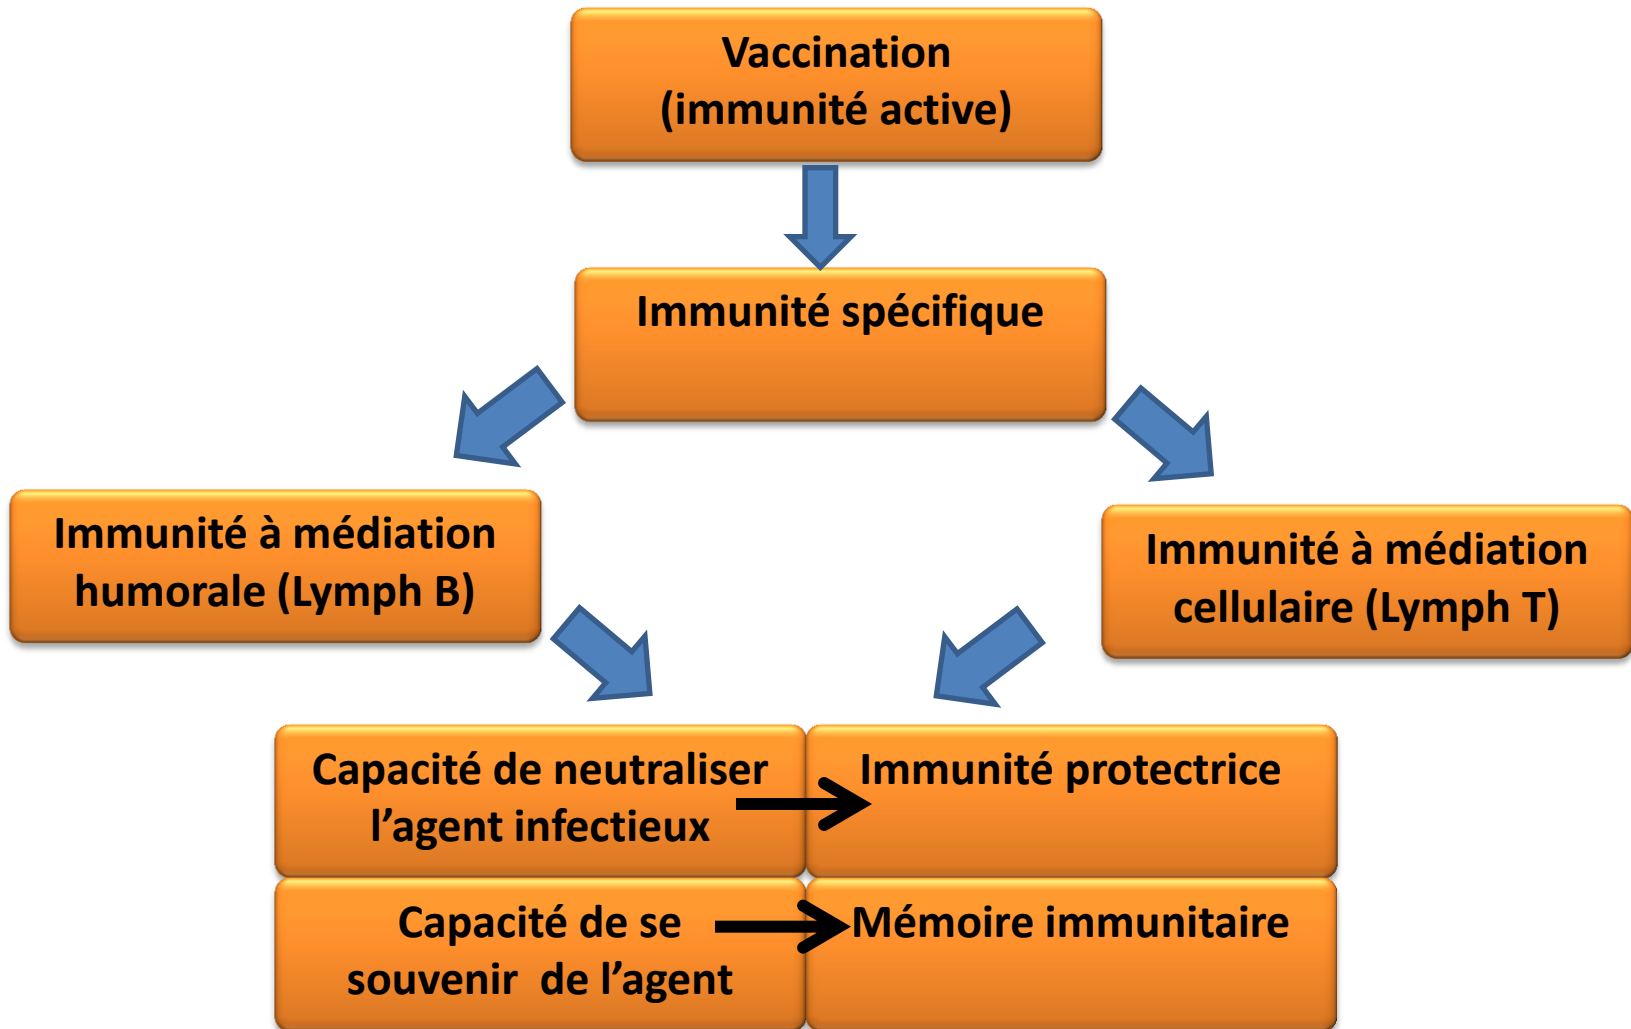 Vaccination
(immunité active)
Immunité spécifique
Immunité à médiation
humorale (Lymph B)
Immunité à médiation
cellulaire (Lymph T)
Capacité de neutraliser
l’agent infectieux
Immunité protectrice
Capacité de se
souvenir  de l’agent
Mémoire immunitaire